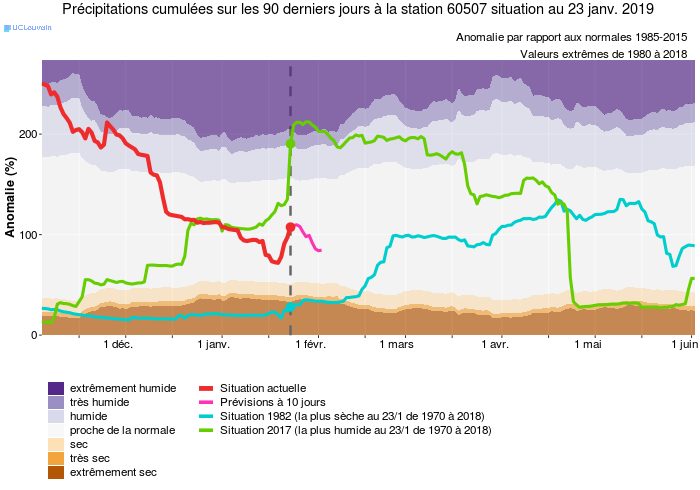 Précipitations cumulées sur les 90 derniers jours à la station 60507 situation au 23 janv. 2019
UCLouvain
Anomalie par rapport aux normales 1985-2015
Valeurs extrêmes de 1980 à 2018
Anomalie (%)
200
100
0
1 déc.
1 janv.
1 févr.
1 mars
1 avr.
1 mai
1 juin
extrêmement humide
très humide
humide
proche de la normale
sec
très sec
extrêmement sec
Situation actuelle
Prévisions à 10 jours
Situation 1982 (la plus sèche au 23/1 de 1970 à 2018)
Situation 2017 (la plus humide au 23/1 de 1970 à 2018)